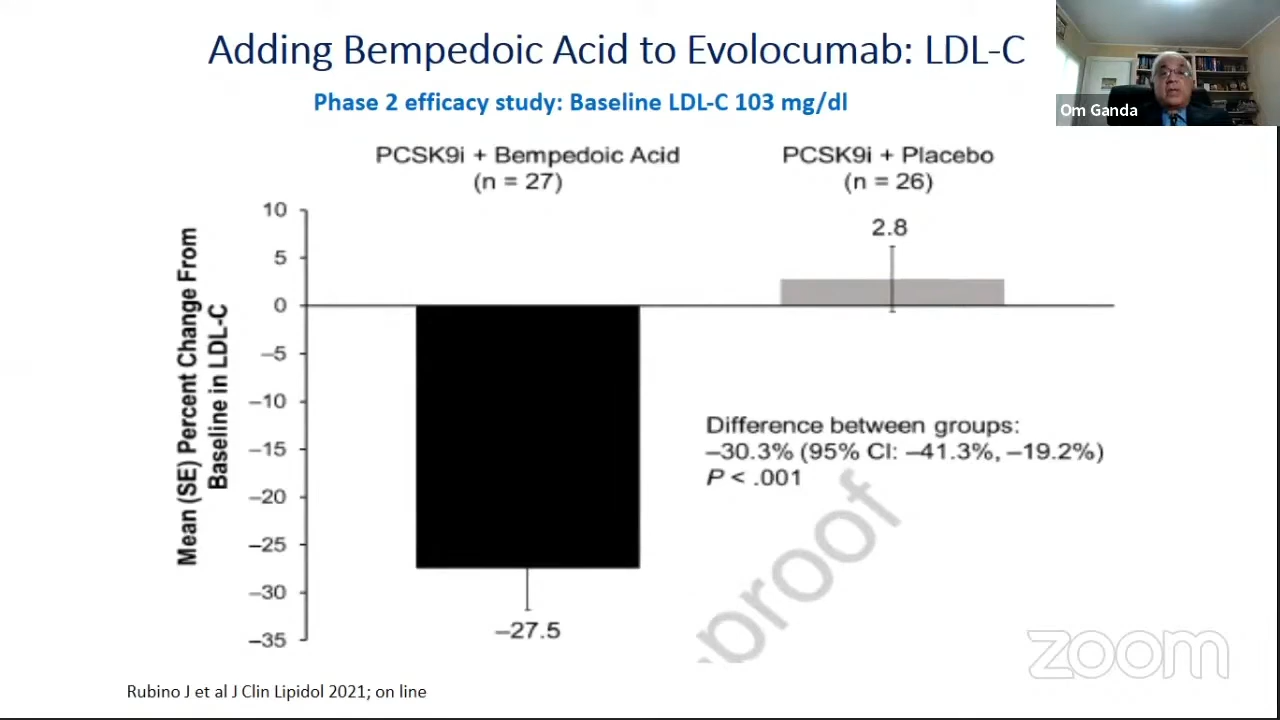 Adding Bempedoic Acid to Evolocumab: LDL-C
Phase 2 efficacy study: Baseline LDL-C 103 mg/dl
Om Ganda
PCSK9i + Bempedoic Acid
(n = 27)
PCSK9i + Placebo
(n = 26)
Mean (SE) Percent Change From
Baseline in LDL-C
10
5
0
–5
–10
–15
–20
–25
–30
–35
2.8
–27.5
Difference between groups:
–30.3% (95% CI: –41.3%, –19.2%)
P < .001
proof
zoom
Rubino J et al J Clin Lipidol 2021; on line